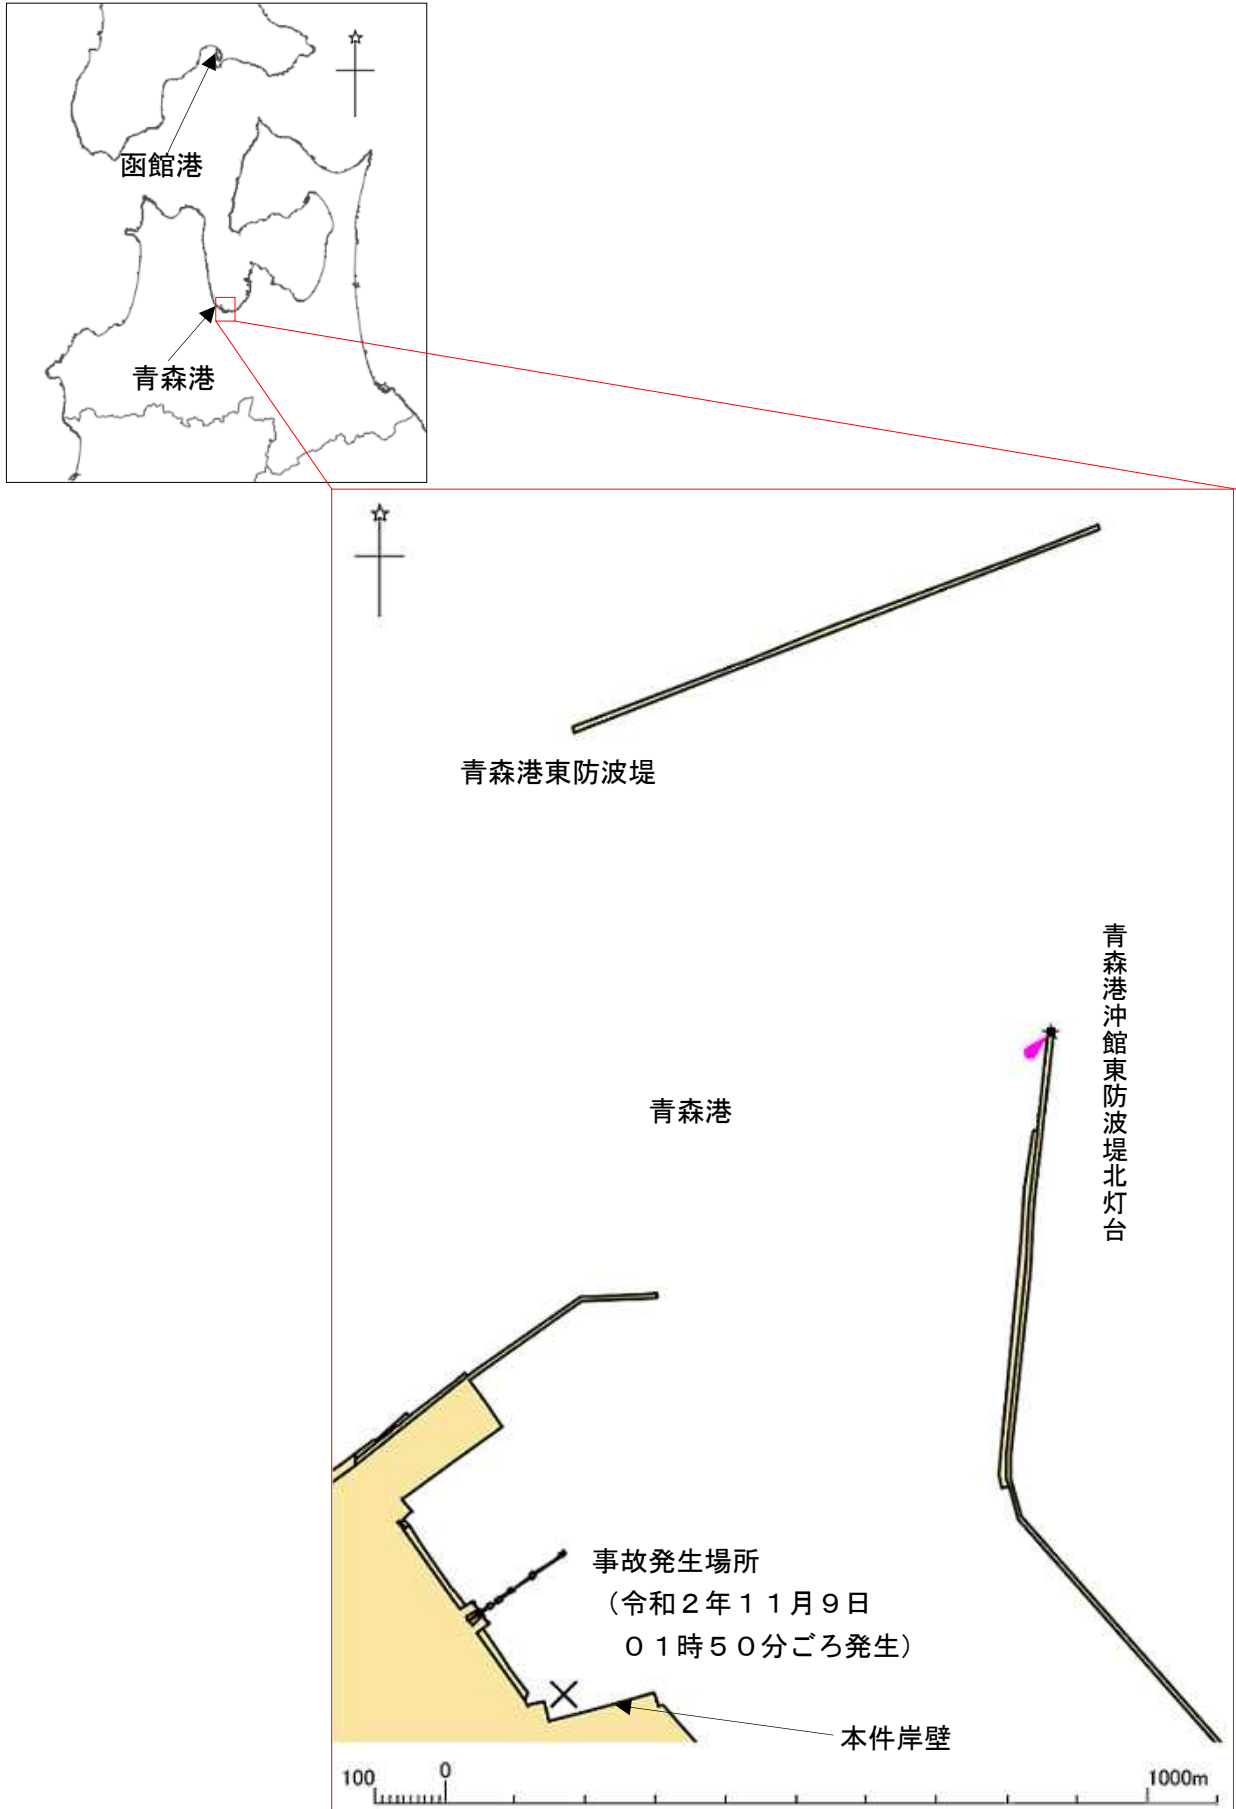 函館港
青森港
青森港東防波堤
青森港沖館東防波堤北灯台
青森港
事故発生場所
（令和２年１１月９日
０１時５０分ごろ発生）
本件岸壁
100 0 1000m